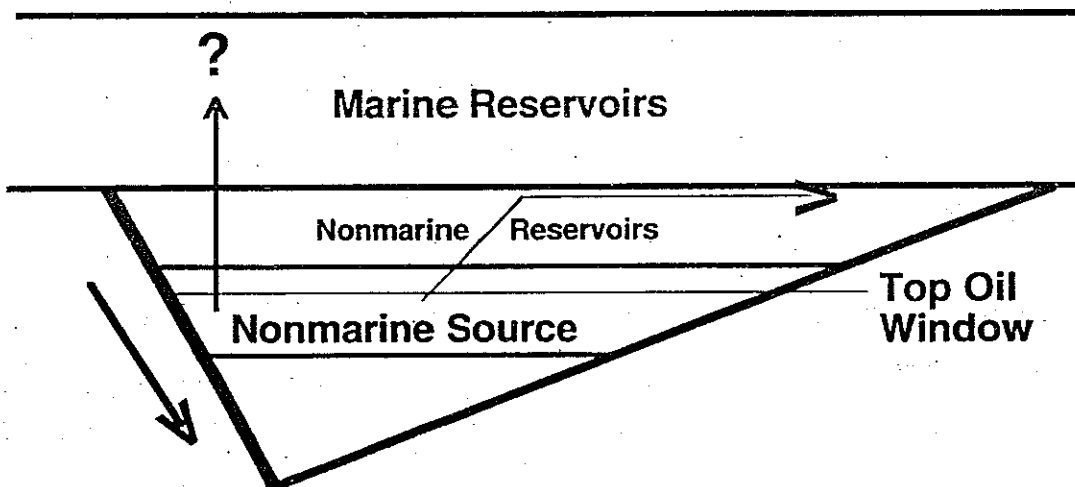 ?
Marine Reservoirs
Nonmarine Reservoirs
Top Oil
Window
Nonmarine Source